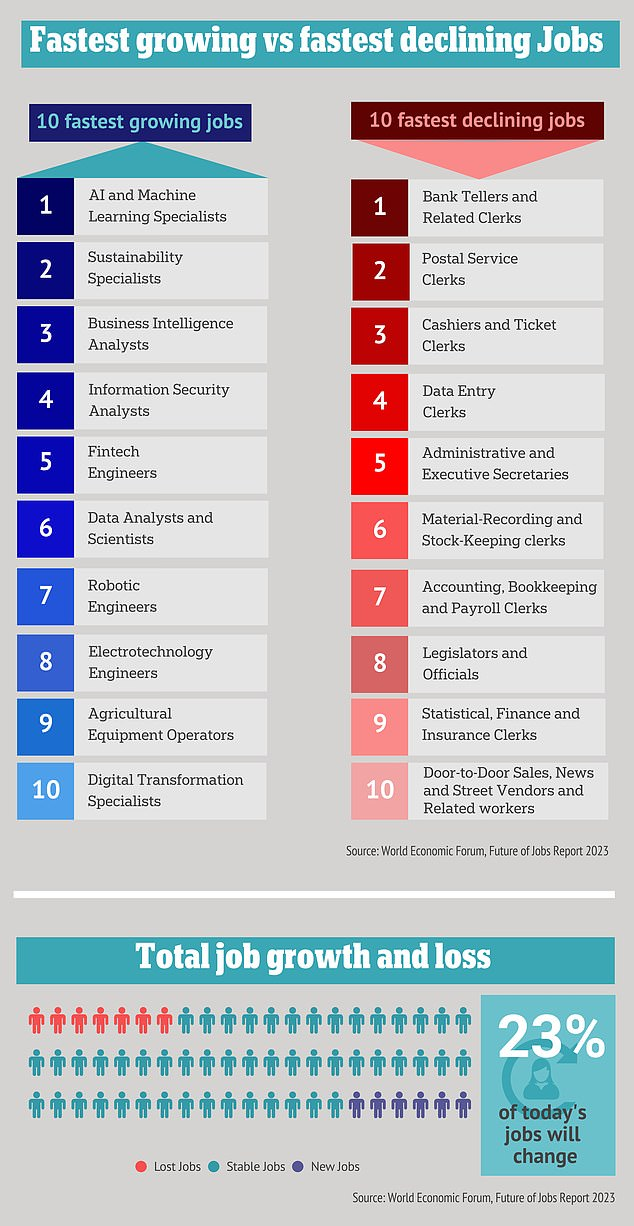 Fastest growing vs fastest declining Jobs
10 fastest growing jobs
1
AI and Machine
Learning Specialists
2
Sustainability
Specialists
3
Business Intelligence
Analysts
4
Information Security
Analysts
5
Fintech
Engineers
6
Data Analysts and
Scientists
7
Robotic
Engineers
8
Electrotechnology
Engineers
9
Agricultural
Equipment Operators
10
Digital Transformation
Specialists
10 fastest declining jobs
1
Bank Tellers and
Related Clerks
2
Postal Service
Clerks
3
Cashiers and Ticket
Clerks
4
Data Entry
Clerks
5
Administrative and
Executive Secretaries
6
Material-Recording and
Stock-Keeping clerks
7
Accounting, Bookkeeping
and Payroll Clerks
8
Legislators and
Officials
9
Statistical, Finance and
Insurance Clerks
10
Door-to-Door Sales, News
and Street Vendors and
Related workers
Source: World Economic Forum, Future of Jobs Report 2023
Total job growth and loss
23%
of today's
jobs will
change
Lost Jobs
Stable Jobs
New Jobs
Source: World Economic Forum, Future of Jobs Report 2023